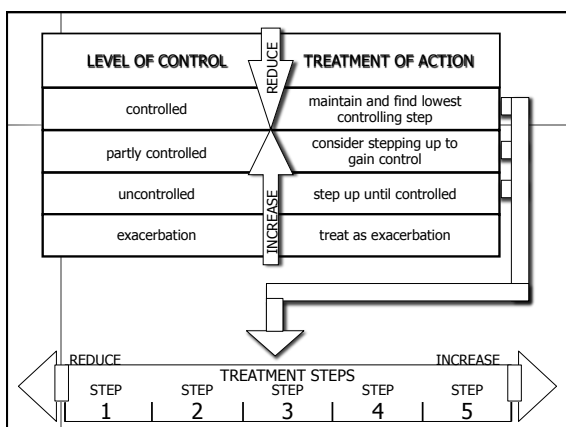 LEVEL OF CONTROL
REDUCE
TREATMENT OF ACTION
controlled
maintain and find lowest
controlling step
partly controlled
consider stepping up to
gain control
uncontrolled
INCREASE
step up until controlled
exacerbation
treat as exacerbation
REDUCE
INCREASE
TREATMENT STEPS
STEP STEP STEP STEP STEP
1 2 3 4 5